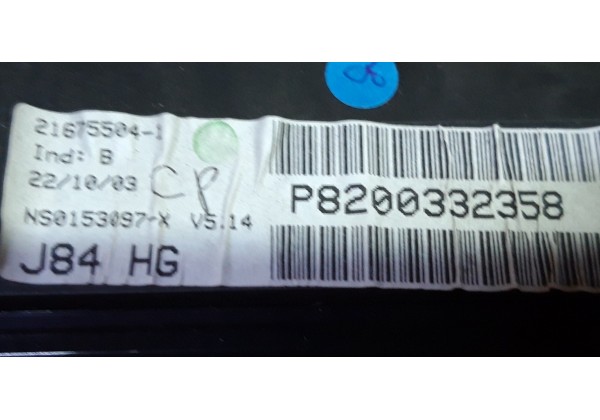 21675504-1
Ind: B
22/10/03
CP
NS0153097-X V5.14
J84 HG
P8200332358